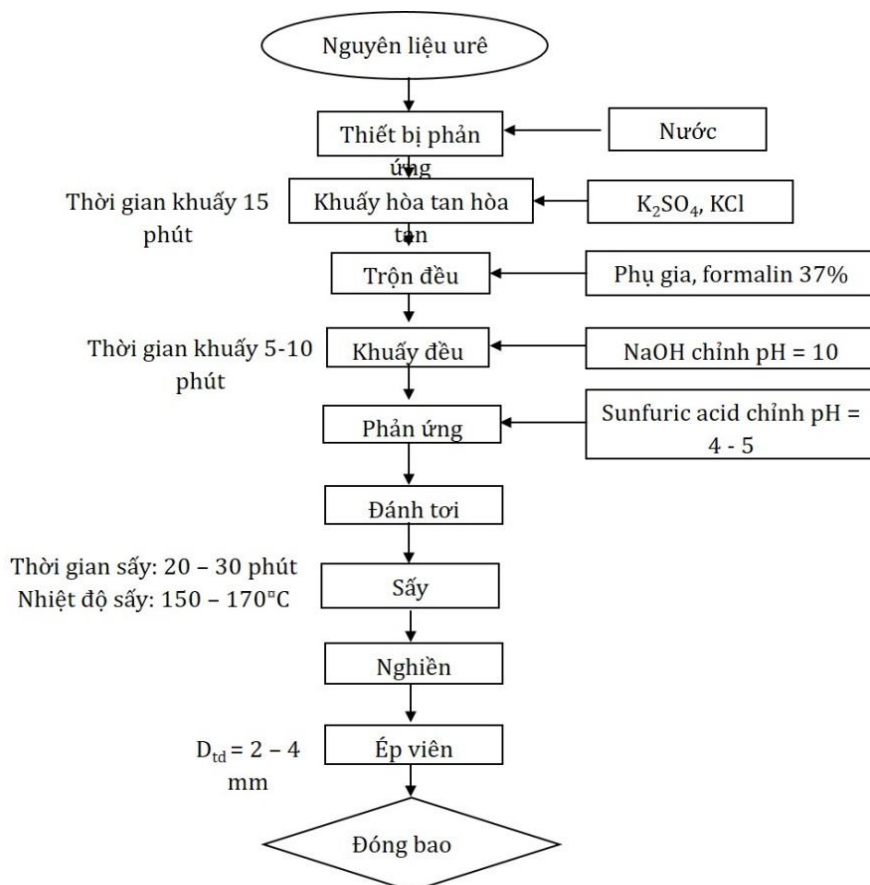 Nguyên liệu urê
Thiết bị phản
ứng
Nước
Thời gian khuấy 15
phút
Khuấy hòa tan hòa
tan
K₂SO₄, KCl
Trộn đều
Phụ gia, formalin 37%
Thời gian khuấy 5-10
phút
Khuấy đều
NaOH chỉnh pH = 10
Phản ứng
Sunfuric acid chỉnh pH =
4 - 5
Đánh tơi
Thời gian sấy: 20 – 30 phút
Nhiệt độ sấy: 150 – 170¤C
Sấy
Nghiền
D_td = 2 – 4
mm
Ép viên
Đóng bao